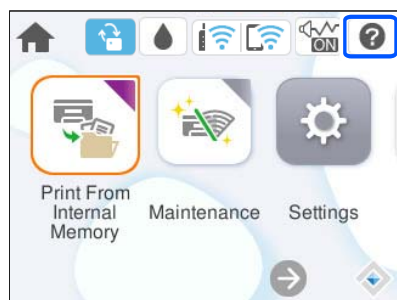 ON
?
Print From
Internal
Memory
Maintenance
Settings